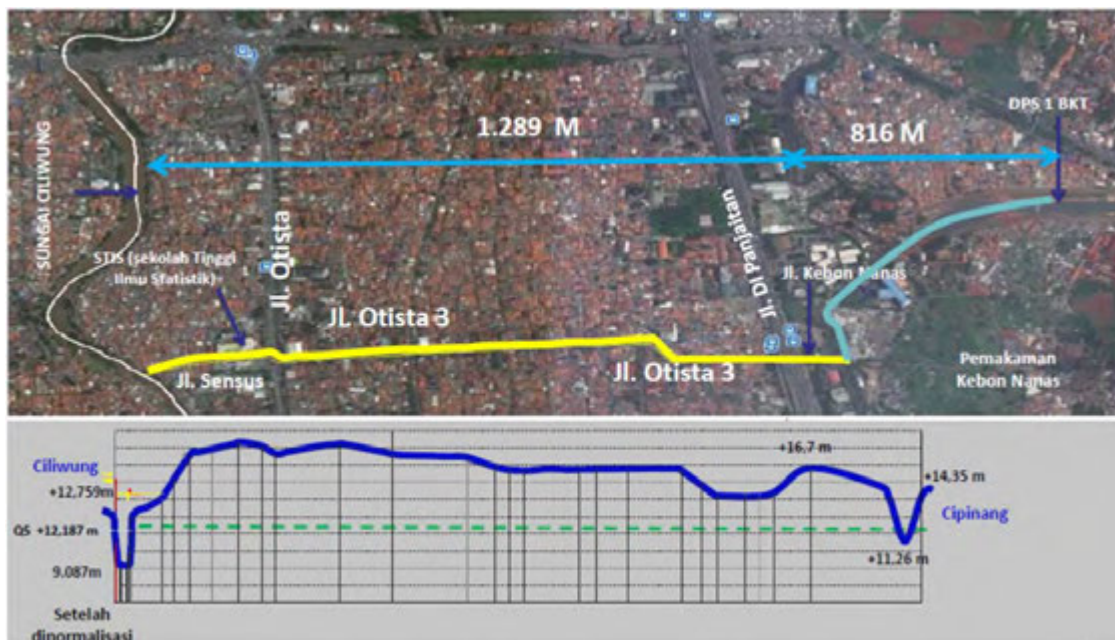 1.289 M
816 M
DPS 1 BKT
SUNGAI CILIWUNG
Jl. Otista
STIS (sekolah Tinggi
Ilmu Statistik)
Jl. DI Panjaitan
Jl. Kebon Nanas
Jl. Otista 3
Jl. Sensus
Jl. Otista 3
Pemakaman
Kebon Nanas
Ciliwung
+12,759m
QS +12,187 m
9.087m
Setelah
dinormalisasi
+16,7 m
+14,35 m
Cipinang
+11,26 m